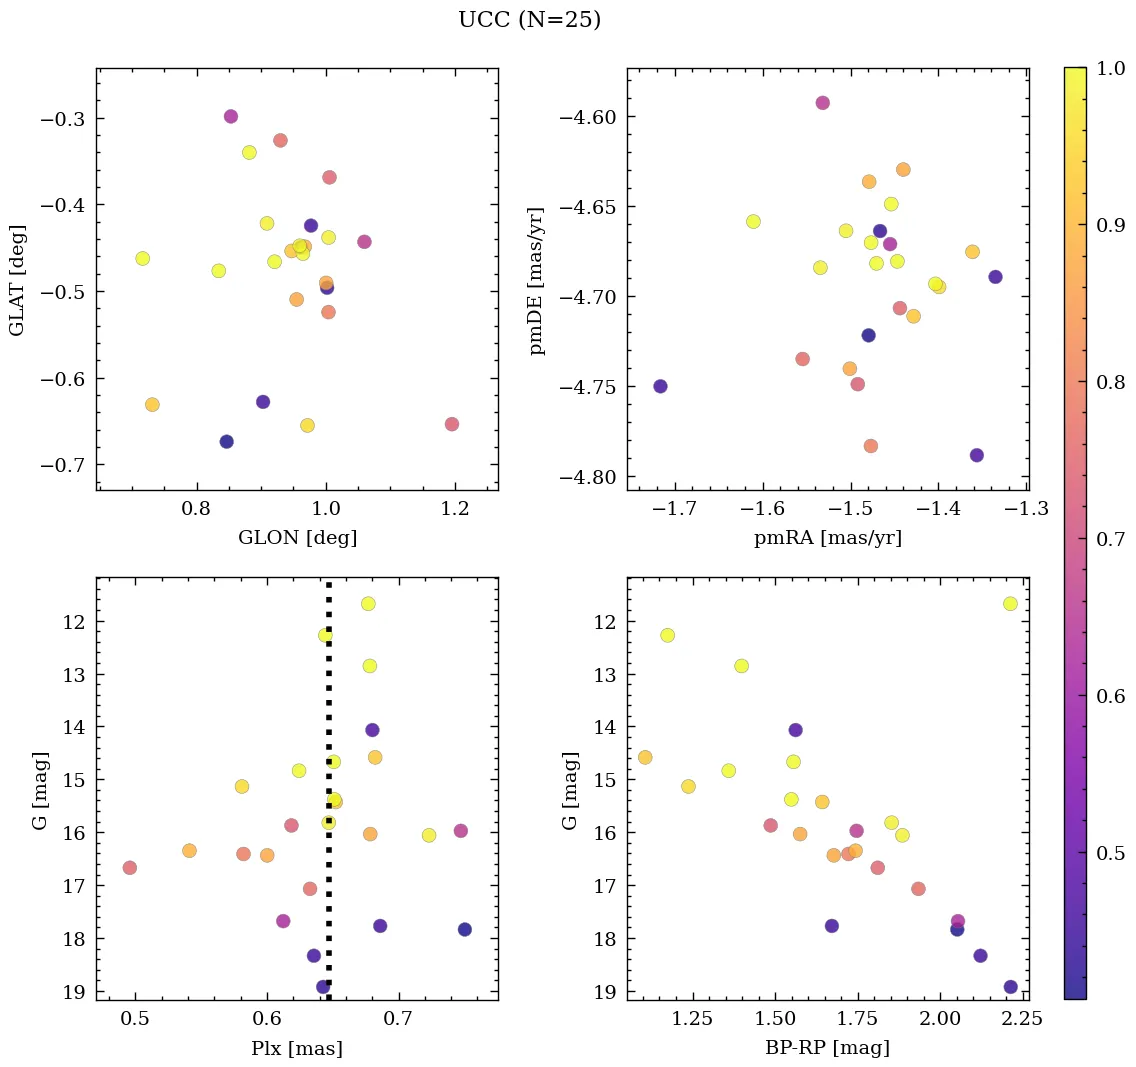 UCC (N=25)
−0.3
−0.4
−0.5
−0.6
−0.7
GLAT [deg]
0.8 1.0 1.2
GLON [deg]
−4.60
−4.65
−4.70
−4.75
−4.80
pmDE [mas/yr]
−1.7 −1.6 −1.5 −1.4 −1.3
pmRA [mas/yr]
12
13
14
15
16
17
18
19
G [mag]
0.5 0.6 0.7
Plx [mas]
12
13
14
15
16
17
18
19
G [mag]
1.25 1.50 1.75 2.00 2.25
BP-RP [mag]
1.0
0.9
0.8
0.7
0.6
0.5